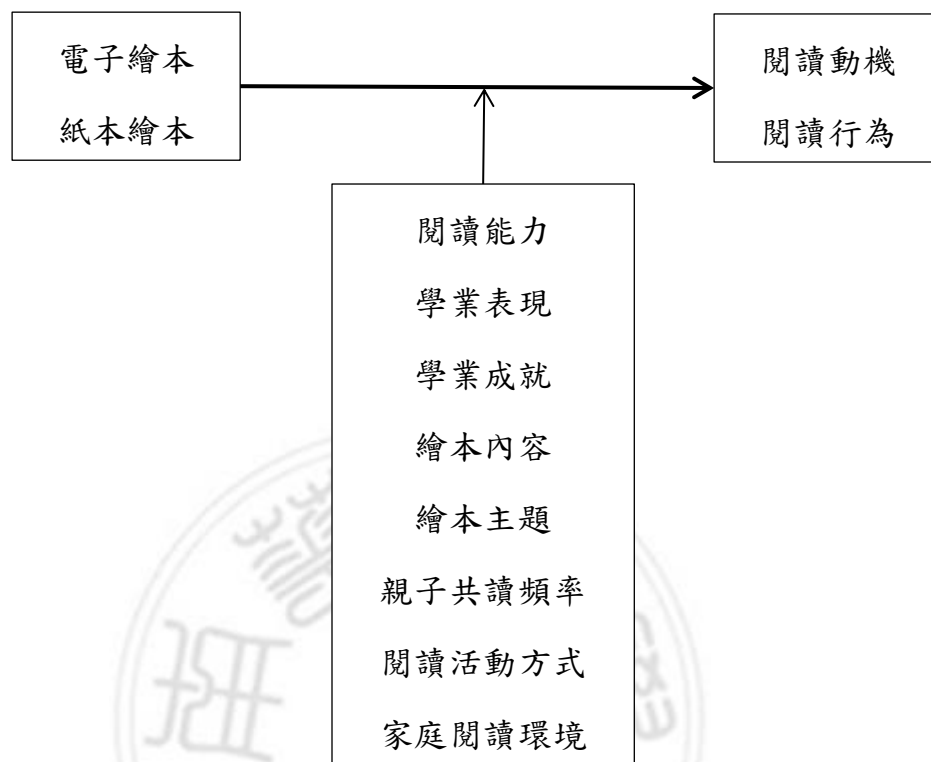 電子繪本
紙本繪本
閱讀動機
閱讀行為
閱讀能力
學業表現
學業成就
繪本內容
繪本主題
親子共讀頻率
閱讀活動方式
家庭閱讀環境